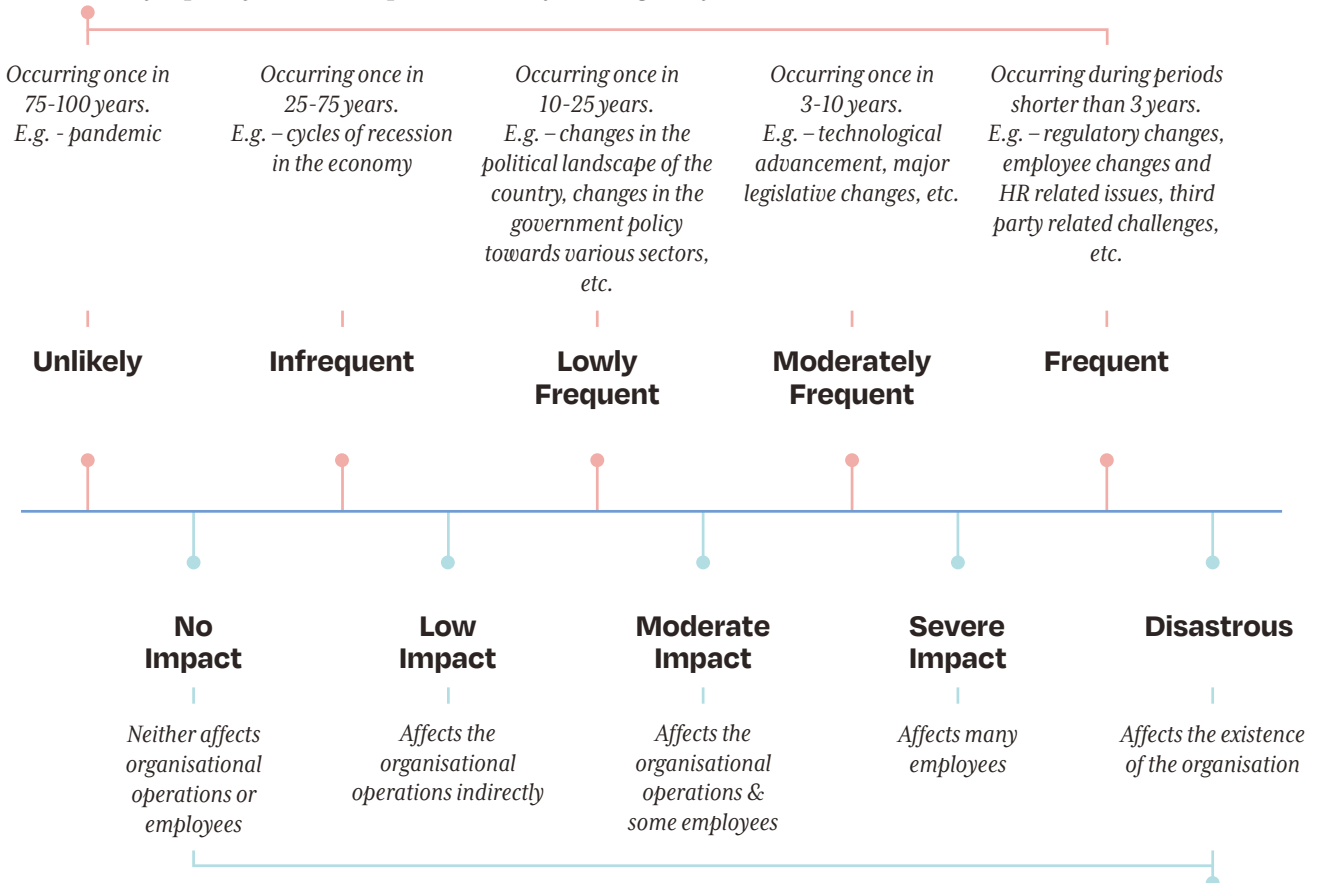 Occurring once in
75-100 years.
E.g. - pandemic
Occurring once in
25-75 years.
E.g. – cycles of recession
in the economy
Occurring once in
10-25 years.
E.g. – changes in the
political landscape of the
country, changes in the
government policy
towards various sectors,
etc.
Occurring once in
3-10 years.
E.g. – technological
advancement, major
legislative changes, etc.
Occurring during periods
shorter than 3 years.
E.g. – regulatory changes,
employee changes and
HR related issues, third
party related challenges,
etc.
Unlikely
Infrequent
Lowly
Frequent
Moderately
Frequent
Frequent
No
Impact
Low
Impact
Moderate
Impact
Severe
Impact
Disastrous
Neither affects
organisational
operations or
employees
Affects the
organisational
operations indirectly
Affects the
organisational
operations &
some employees
Affects many
employees
Affects the existence
of the organisation